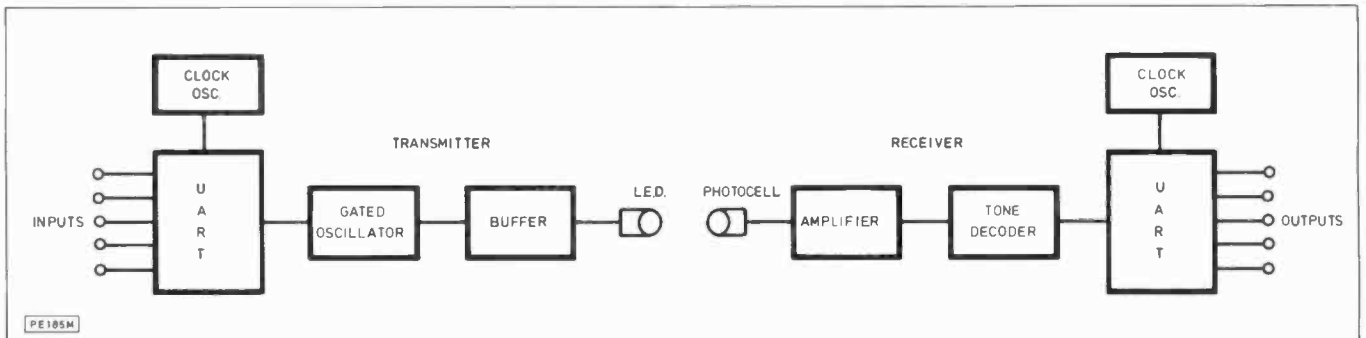 CLOCK
OSC.
TRANSMITTER
INPUTS
U
A
R
T
GATED
OSCILLATOR
BUFFER
L.E.D.
PHOTOCELL
RECEIVER
AMPLIFIER
TONE
DECODER
CLOCK
OSC.
U
A
R
T
OUTPUTS
PE185M